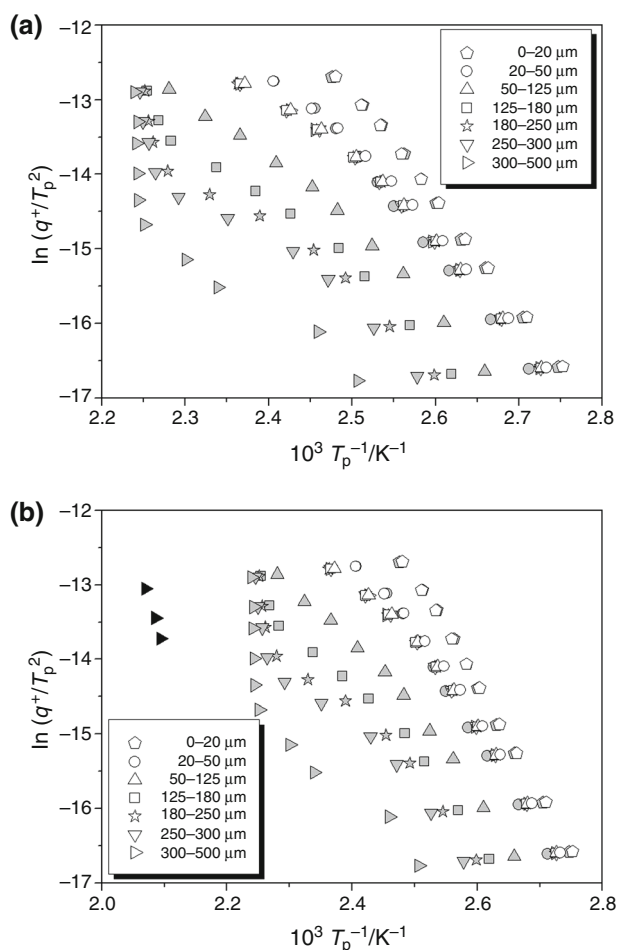 (a)
−12
−13
−14
−15
−16
−17
ln (q⁺/Tₚ²)
0–20 μm
20–50 μm
50–125 μm
125–180 μm
180–250 μm
250–300 μm
300–500 μm
2.2 2.3 2.4 2.5 2.6 2.7 2.8
10³ Tₚ⁻¹/K⁻¹
(b)
−12
−13
−14
−15
−16
−17
ln (q⁺/Tₚ²)
0–20 μm
20–50 μm
50–125 μm
125–180 μm
180–250 μm
250–300 μm
300–500 μm
2.0 2.2 2.4 2.6 2.8
10³ Tₚ⁻¹/K⁻¹